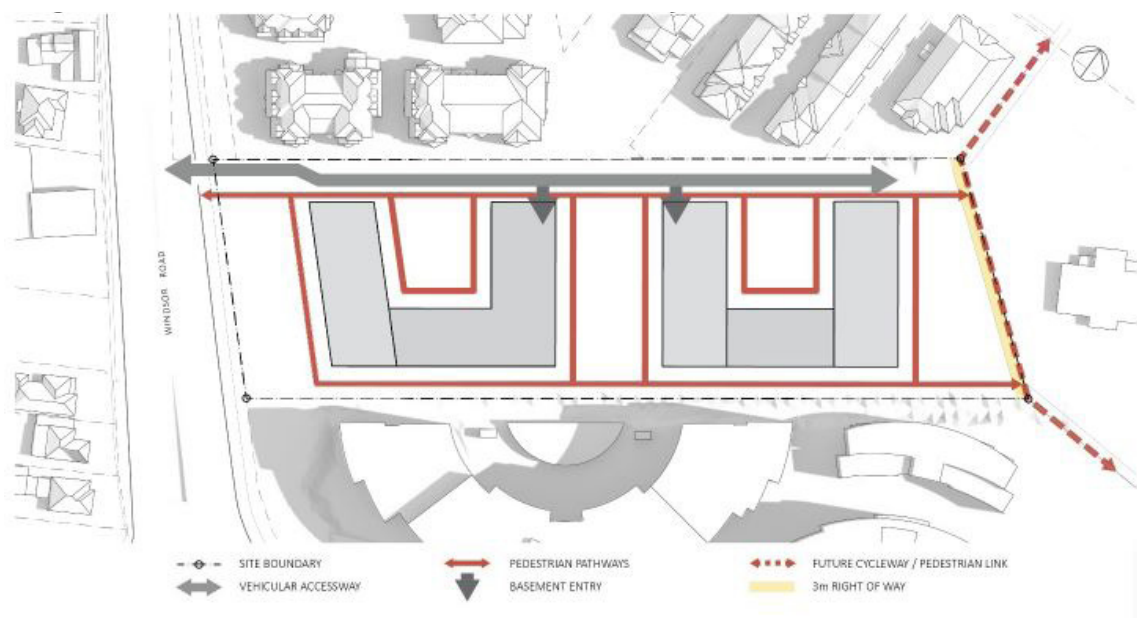 WINDSOR ROAD
SITE BOUNDARY
PEDESTRIAN PATHWAYS
FUTURE CYCLEWAY / PEDESTRIAN LINK
VEHICULAR ACCESSWAY
BASEMENT ENTRY
3m RIGHT OF WAY